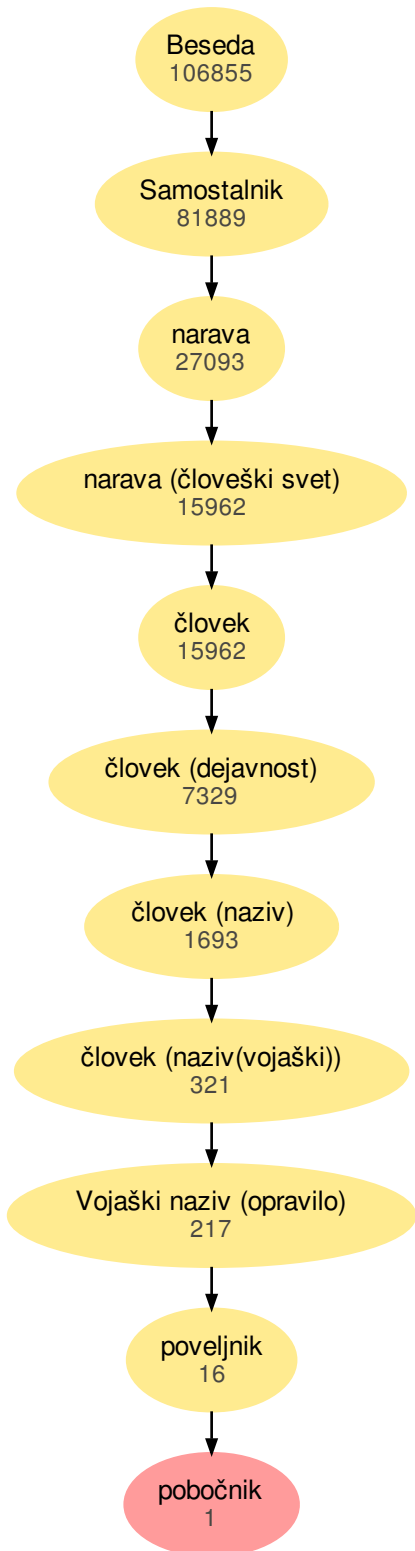 Beseda
106855
Samostalnik
81889
narava
27093
narava (človeški svet)
15962
človek
15962
človek (dejavnost)
7329
človek (naziv)
1693
človek (naziv(vojaški))
321
Vojaški naziv (opravilo)
217
poveljnik
16
pobočnik
1